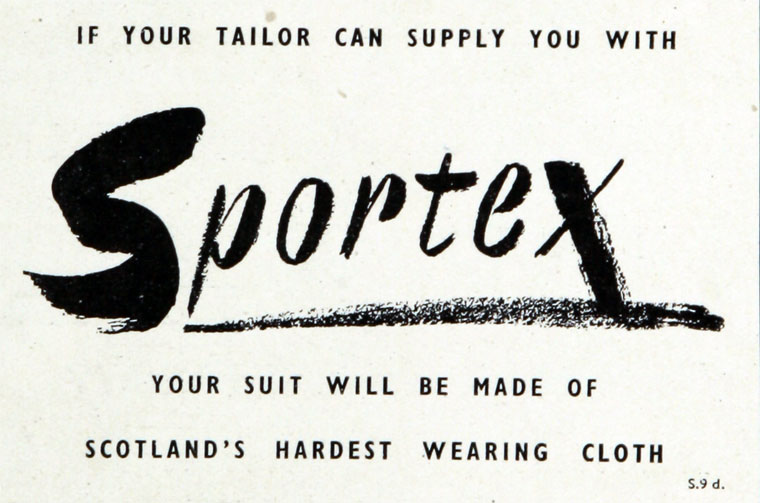 IF YOUR TAILOR CAN SUPPLY YOU WITH
Sportex
YOUR SUIT WILL BE MADE OF
SCOTLAND'S HARDEST WEARING CLOTH
S.9 d.